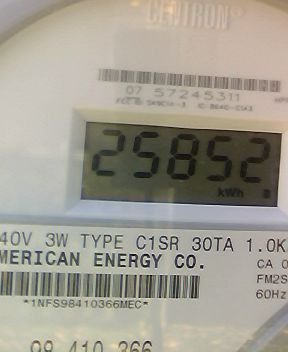 CENTRON®
07 57245311
25852
kWh
40V 3W TYPE C1SR 30TA 1.0K
MERICAN ENERGY CO.
CA 0
FM2S
60Hz
*1NFS98410366MEC*
98 410 366